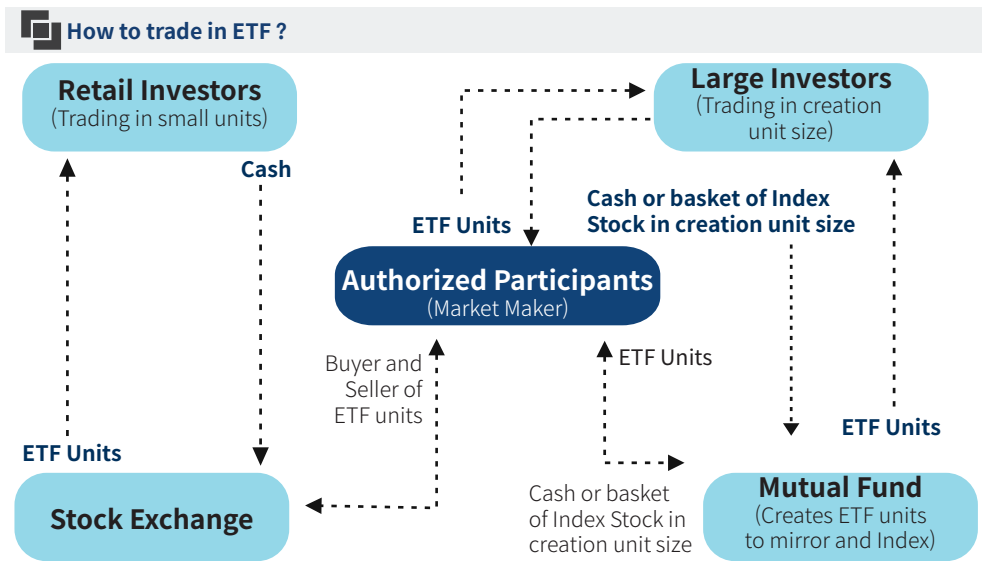 How to trade in ETF ?
Retail Investors
(Trading in small units)
Large Investors
(Trading in creation
unit size)
Cash
ETF Units
Cash or basket of Index
Stock in creation unit size
Authorized Participants
(Market Maker)
Buyer and
Seller of
ETF units
ETF Units
ETF Units
ETF Units
Stock Exchange
Cash or basket
of Index Stock in
creation unit size
Mutual Fund
(Creates ETF units
to mirror and Index)